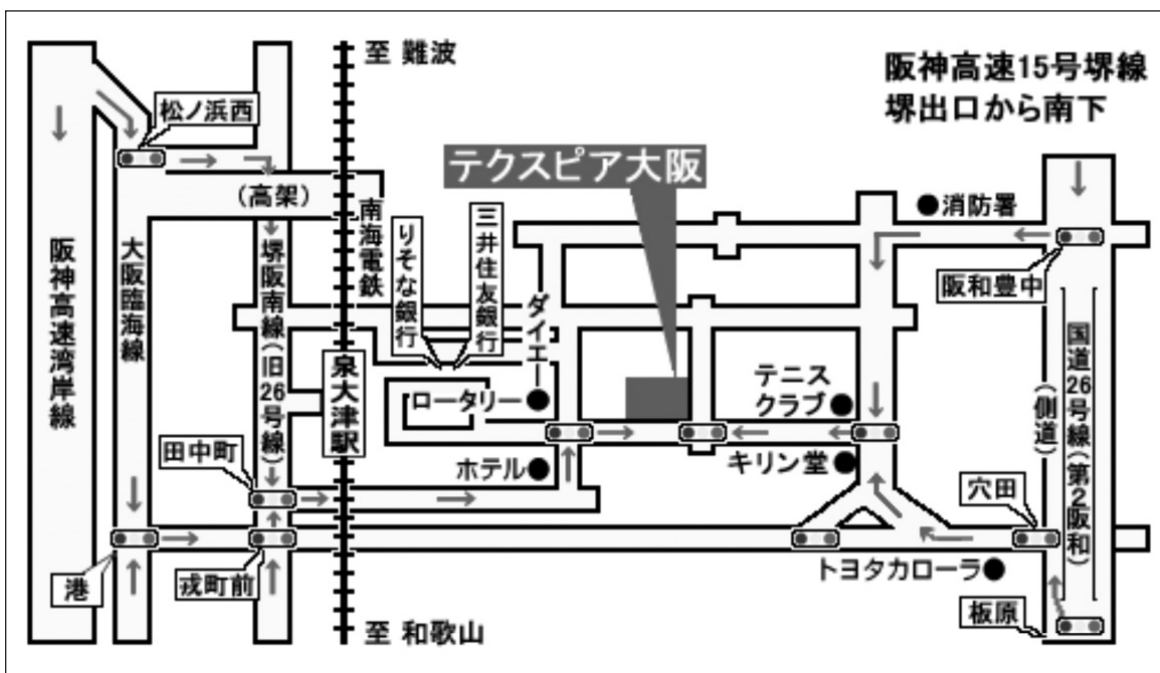 至 難波
阪神高速15号堺線
堺出口から南下
松ノ浜西
テクスピア大阪
(高架)
消防署
南海電鉄
三井住友銀行
りそな銀行
阪和豊中
阪神高速湾岸線
大阪臨海線
堺阪南線(旧26号線)
ダイエー
国道26号線(第2阪和)
(側道)
泉大津駅
テニス
クラブ
ロータリー
田中町
ホテル
キリン堂
穴田
港
戎町前
トヨタカローラ
板原
至 和歌山